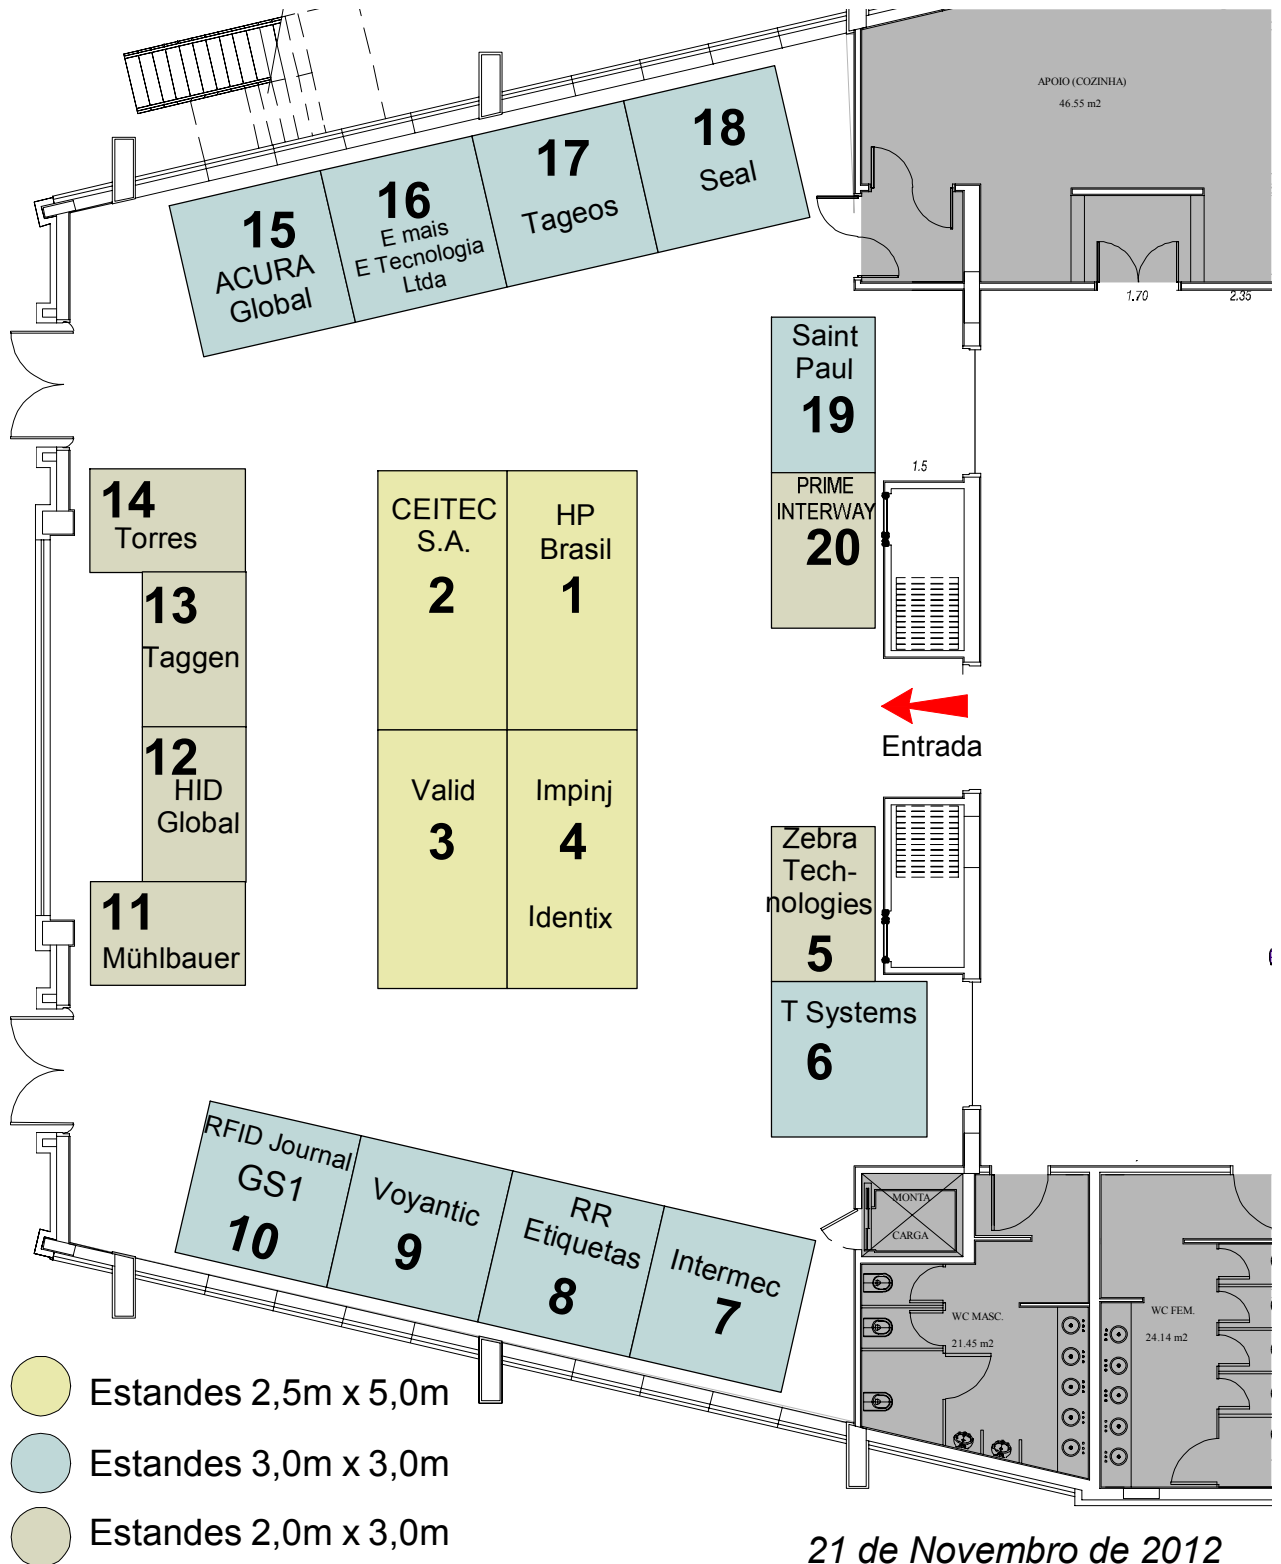 APOIO (COZINHA)
46.55 m2
18
Seal
17
Tageos
16
E mais
E Tecnologia
Ltda
15
ACURA
Global
1.70
2.35
Saint
Paul
19
1.5
PRIME
INTERWAY
20
14
Torres
13
Taggen
12
HID
Global
11
Mühlbauer
CEITEC
S.A.
2
HP
Brasil
1
Valid
3
Impinj
4
Identix
Entrada
Zebra
Tech-
nologies
5
T Systems
6
RFID Journal
GS1
10
Voyantic
9
RR
Etiquetas
8
Intermec
7
MONTA
CARGA
WC MASC.
21.45 m2
WC FEM.
24.14 m2
Estandes 2,5m x 5,0m
Estandes 3,0m x 3,0m
Estandes 2,0m x 3,0m
21 de Novembro de 2012